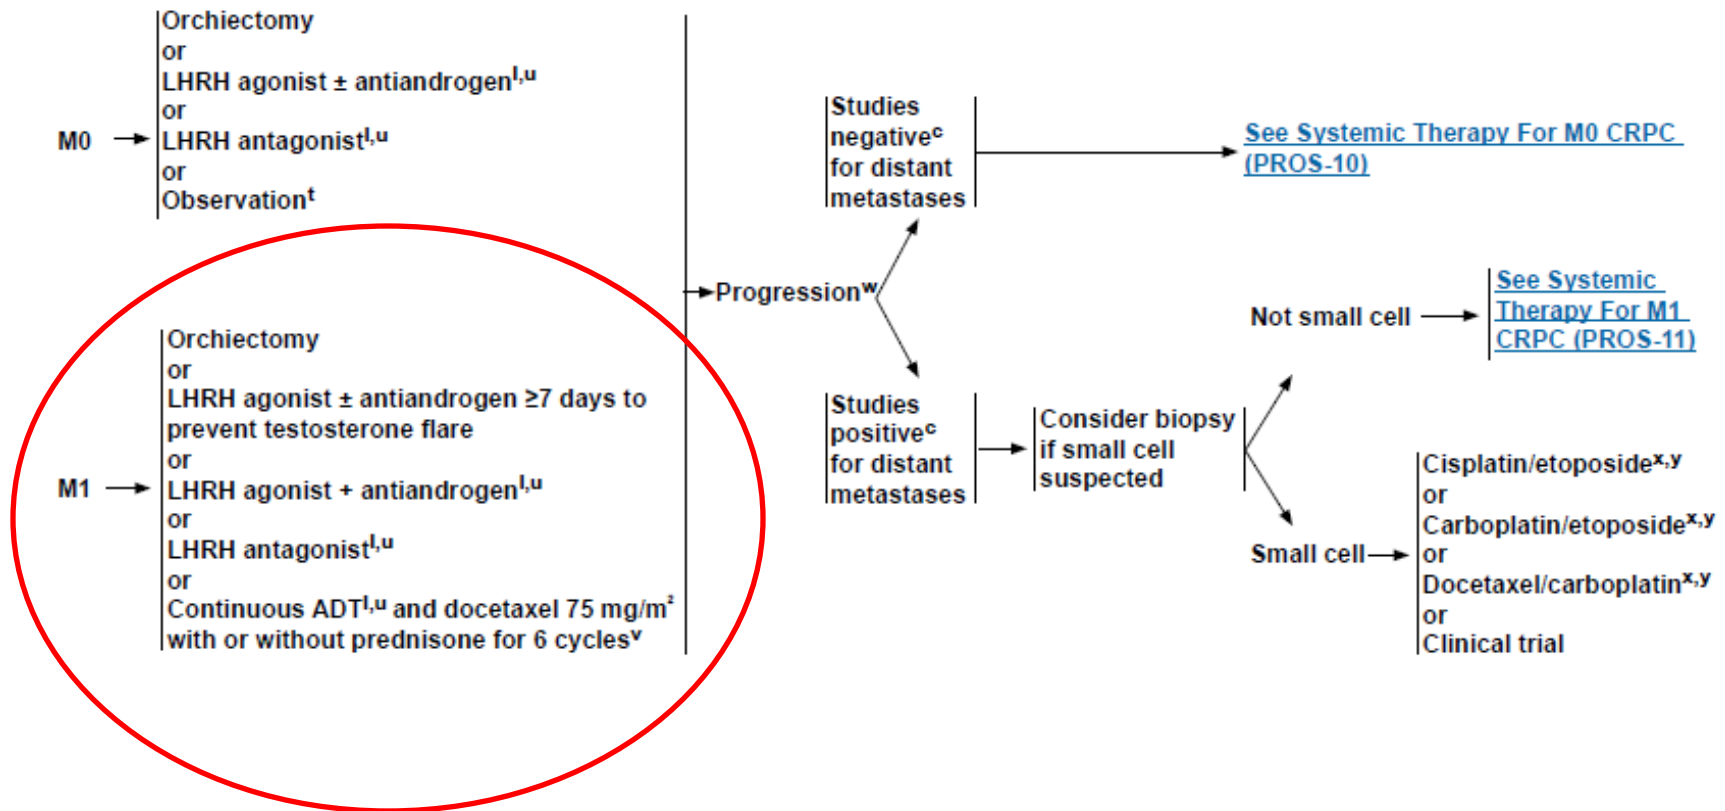 Orchiectomy
or
LHRH agonist ± antiandrogenˡ,ᵘ
or
M0
LHRH antagonistˡ,ᵘ
or
Observationᵗ
Orchiectomy
or
LHRH agonist ± antiandrogen ≥7 days to
prevent testosterone flare
or
M1
LHRH agonist + antiandrogenˡ,ᵘ
or
LHRH antagonistˡ,ᵘ
or
Continuous ADTˡ,ᵘ and docetaxel 75 mg/m²
with or without prednisone for 6 cyclesᵛ
Progressionʷ
Studies
negativeᶜ
for distant
metastases
See Systemic Therapy For M0 CRPC
(PROS-10)
Studies
positiveᶜ
for distant
metastases
Consider biopsy
if small cell
suspected
Not small cell
See Systemic
Therapy For M1
CRPC (PROS-11)
Small cell
Cisplatin/etoposideˣ,ʸ
or
Carboplatin/etoposideˣ,ʸ
or
Docetaxel/carboplatinˣ,ʸ
or
Clinical trial